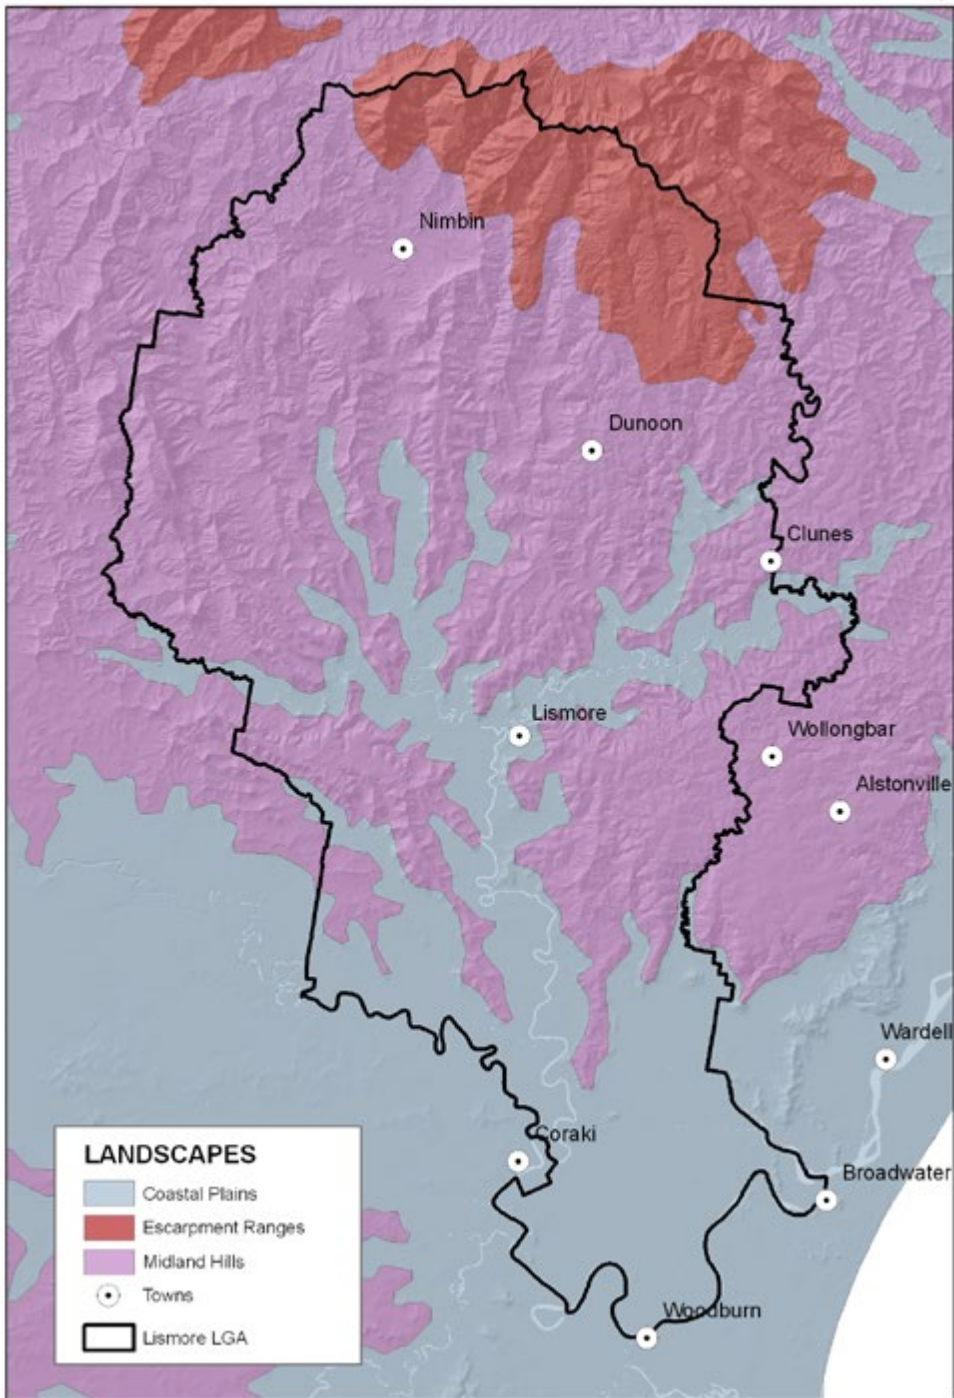 Nimbin
Dunoon
Clunes
Lismore
Wollongbar
Alstonville
Wardell
Coraki
Broadwater
Woodburn
LANDSCAPES
Coastal Plains
Escarpment Ranges
Midland Hills
Towns
Lismore LGA